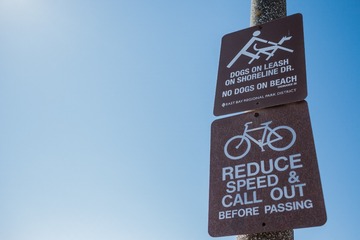 DOGS ON LEASH
ON SHORELINE DR.
NO DOGS ON BEACH
EAST BAY REGIONAL PARK DISTRICT
REDUCE
SPEED &
CALL OUT
BEFORE PASSING